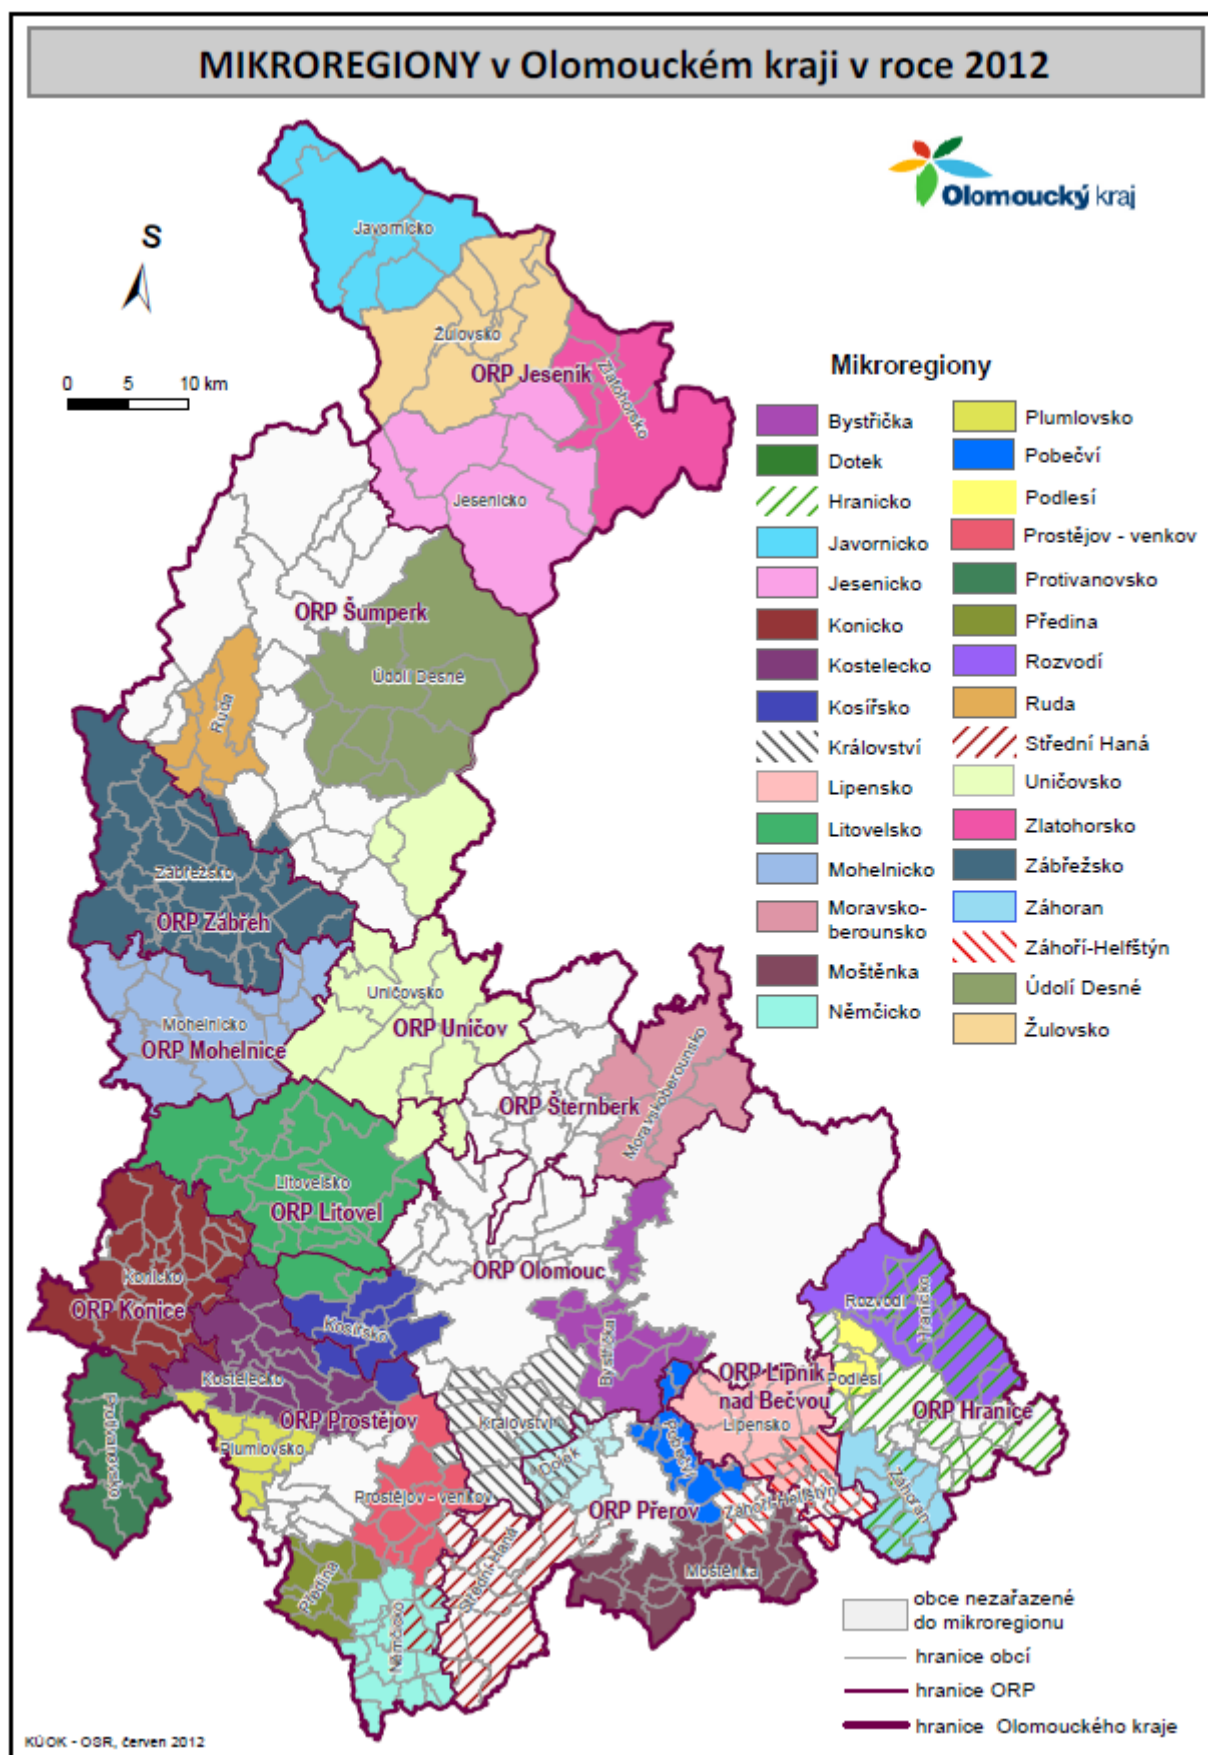 MIKROREGIONY v Olomouckém kraji v roce 2012
Olomoucký kraj
S
0 5 10 km
Javornicko
Žulovsko
ORP Jeseník
Zlatohorsko
Jesenicko
ORP Šumperk
Údolí Desné
Ruda
Zábřežsko
ORP Zábřeh
Uničovsko
ORP Uničov
Mohelnicko
ORP Mohelnice
ORP Šternberk
Moravskoberounsko
Litovelsko
ORP Litovel
ORP Olomouc
Konicko
ORP Konice
Kosířsko
Kostelecko
ORP Prostějov
Plumlovsko
Protivanovsko
Prostějov - venkov
Předina
Němčicko
Střední Haná
Království
Dolek
Bystřička
Pobečví
ORP Přerov
Moštěnka
ORP Lipník
nad Bečvou
Lipensko
Záhoří-Helfštýn
Rozvodí
Hranicko
Podlesí
ORP Hranice
Záhoran
Mikroregiony
Bystřička
Dotek
Hranicko
Javornicko
Jesenicko
Konicko
Kostelecko
Kosířsko
Království
Lipensko
Litovelsko
Mohelnicko
Moravsko-
berounsko
Moštěnka
Němčicko
Plumlovsko
Pobečví
Podlesí
Prostějov - venkov
Protivanovsko
Předina
Rozvodí
Ruda
Střední Haná
Uničovsko
Zlatohorsko
Zábřežsko
Záhoran
Záhoří-Helfštýn
Údolí Desné
Žulovsko
obce nezařazené
do mikroregionu
hranice obcí
hranice ORP
hranice Olomouckého kraje
KÚOK - OSR, červen 2012